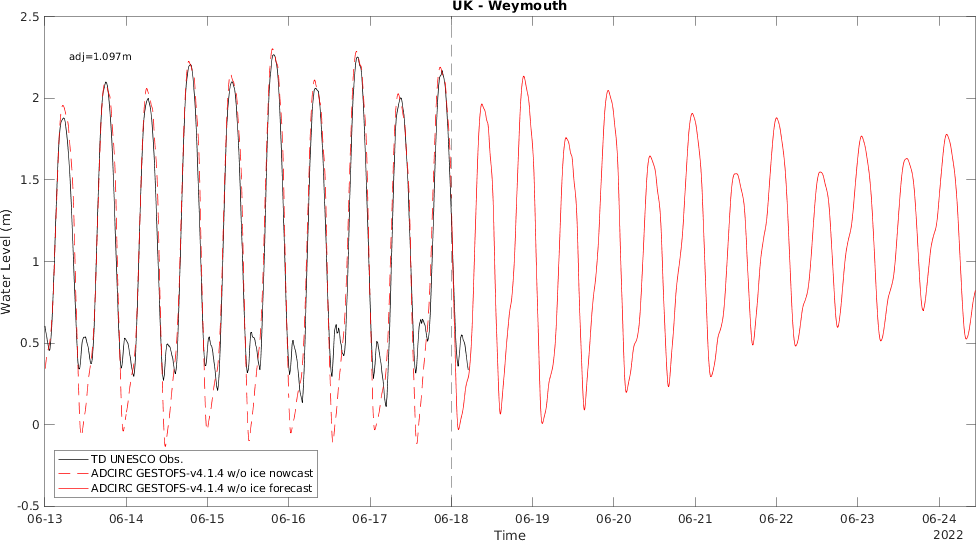 UK - Weymouth
2.5
adj=1.097m
2
1.5
Water Level (m)
1
0.5
0
TD UNESCO Obs.
ADCIRC GESTOFS-v4.1.4 w/o ice nowcast
ADCIRC GESTOFS-v4.1.4 w/o ice forecast
-0.5
06-13 06-14 06-15 06-16 06-17 06-18 06-19 06-20 06-21 06-22 06-23 06-24
Time
2022